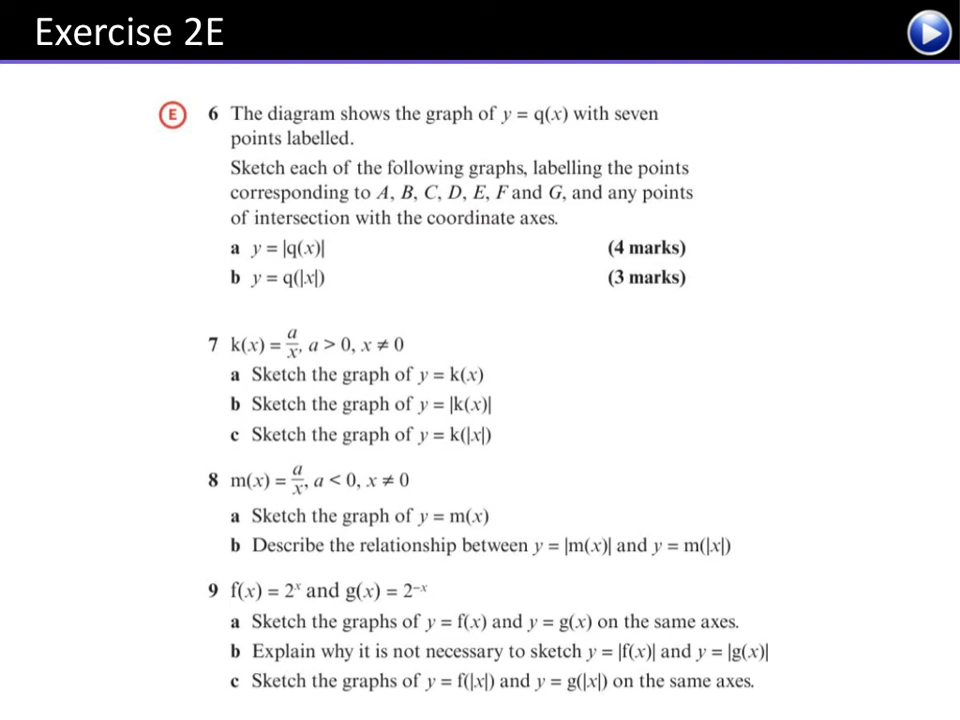 Exercise 2E
E 6 The diagram shows the graph of y = q(x) with seven
points labelled.
Sketch each of the following graphs, labelling the points
corresponding to A, B, C, D, E, F and G, and any points
of intersection with the coordinate axes.
a y = |q(x)| (4 marks)
b y = q(|x|) (3 marks)
7 k(x) = a/x, a > 0, x ≠ 0
a Sketch the graph of y = k(x)
b Sketch the graph of y = |k(x)|
c Sketch the graph of y = k(|x|)
8 m(x) = a/x, a < 0, x ≠ 0
a Sketch the graph of y = m(x)
b Describe the relationship between y = |m(x)| and y = m(|x|)
9 f(x) = 2ˣ and g(x) = 2⁻ˣ
a Sketch the graphs of y = f(x) and y = g(x) on the same axes.
b Explain why it is not necessary to sketch y = |f(x)| and y = |g(x)|
c Sketch the graphs of y = f(|x|) and y = g(|x|) on the same axes.